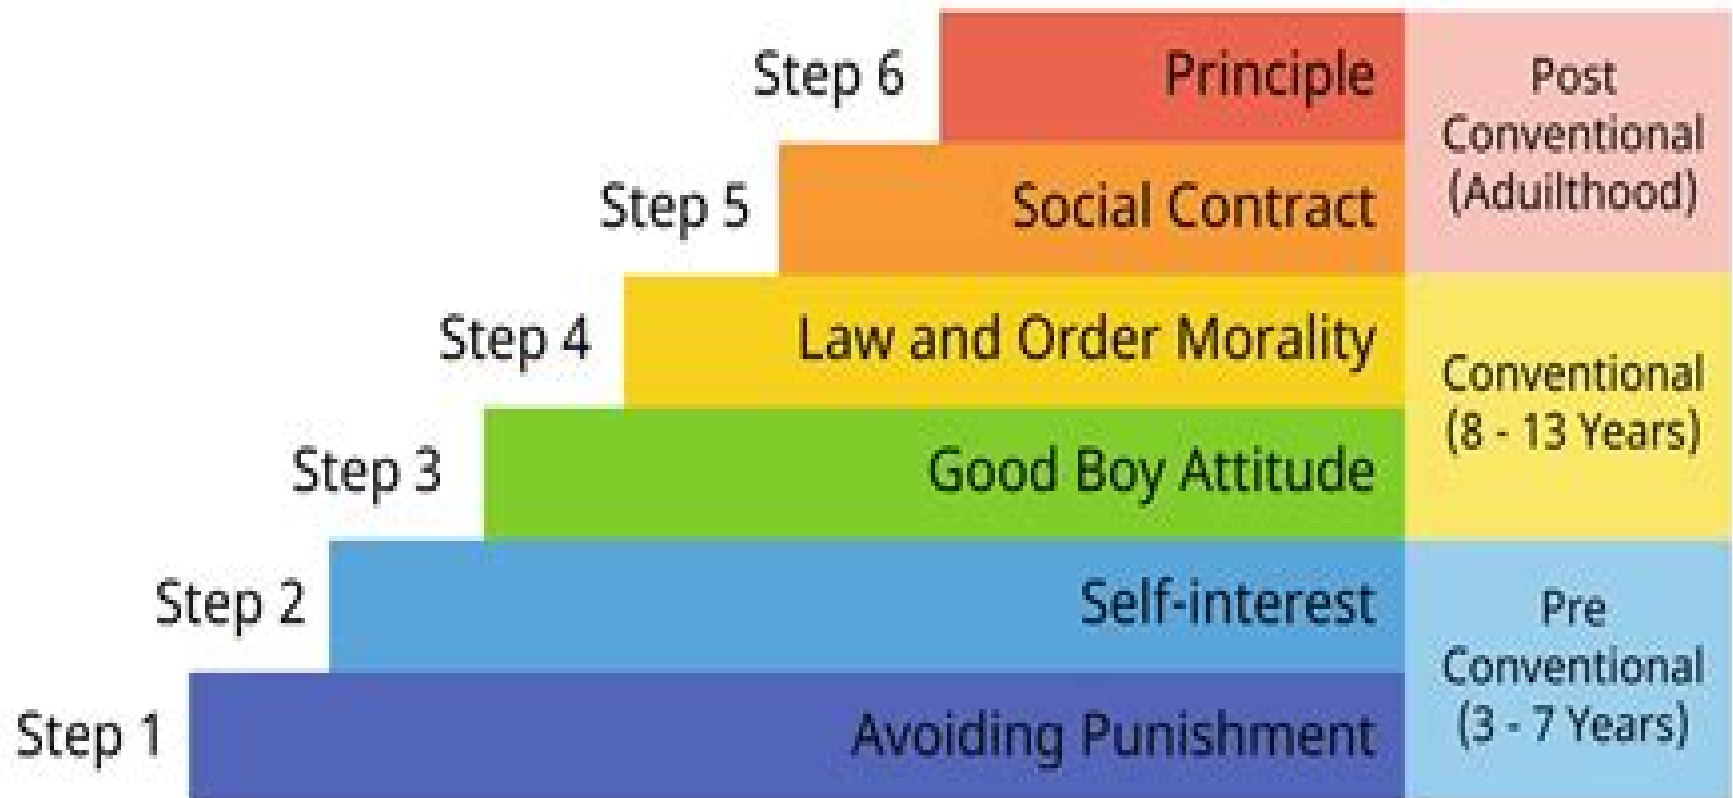 Step 6
Principle
Post
Conventional
(Aduilthood)
Step 5
Social Contract
Step 4
Law and Order Morality
Conventional
(8 - 13 Years)
Step 3
Good Boy Attitude
Step 2
Self-interest
Pre
Conventional
(3 - 7 Years)
Step 1
Avoiding Punishment